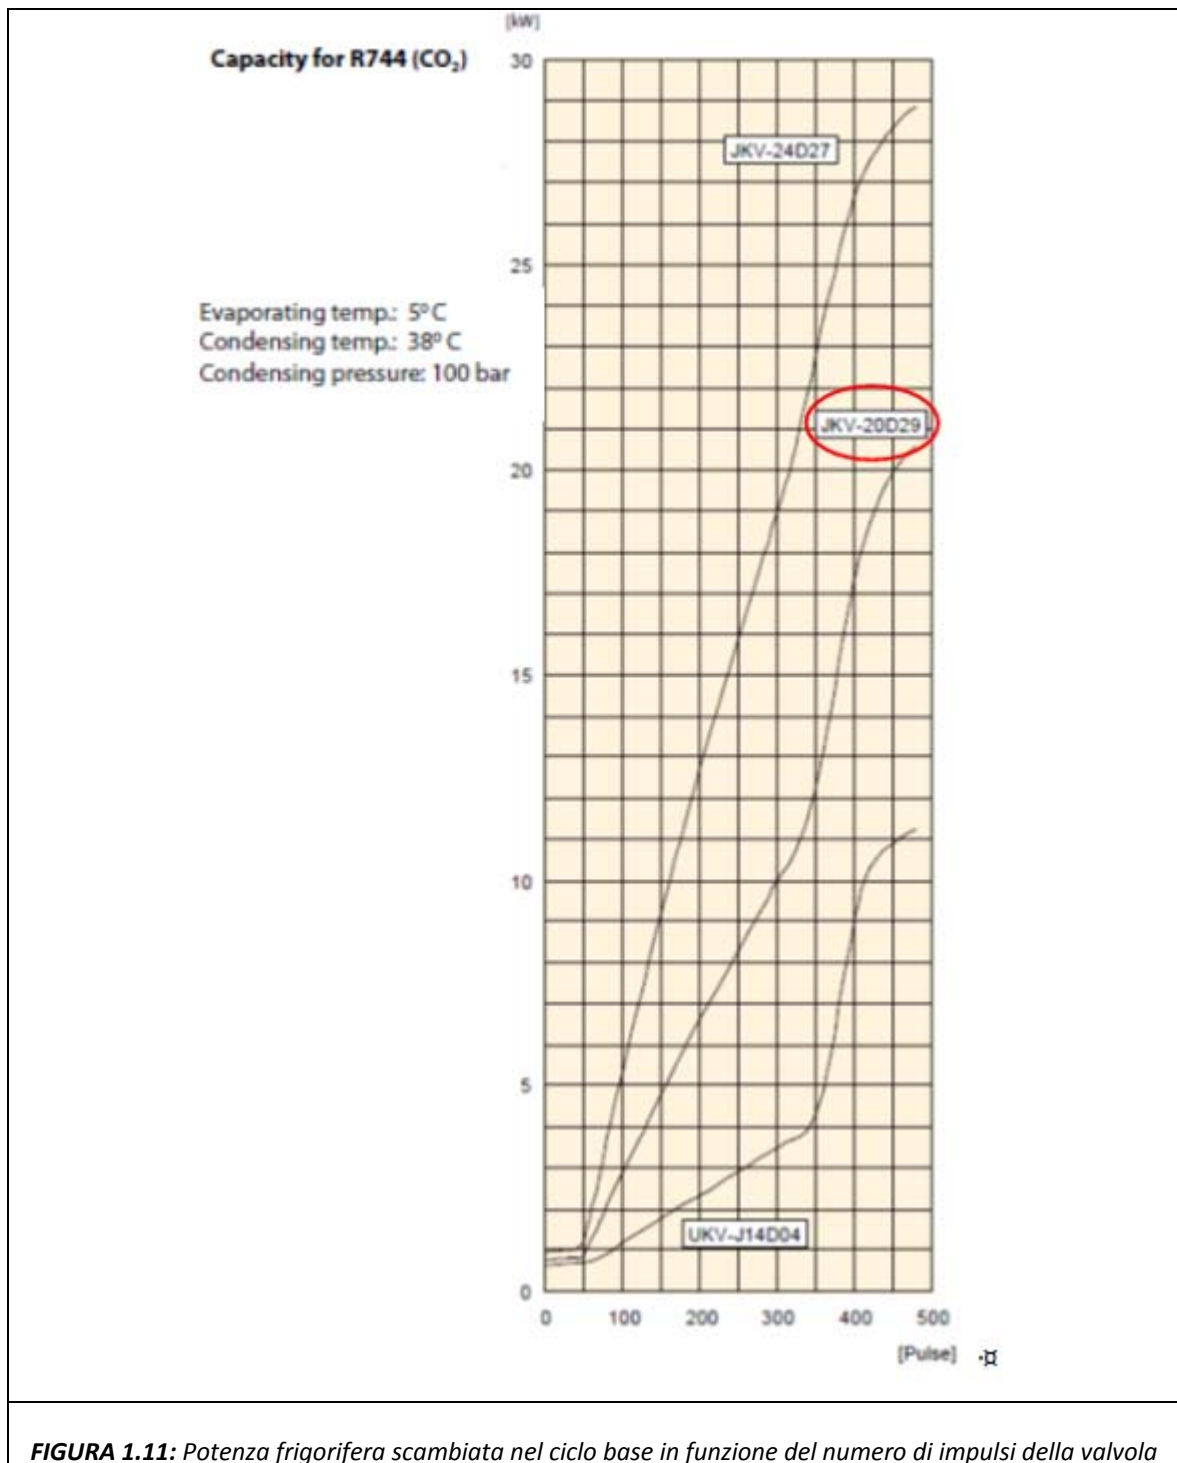 [kW]
Capacity for R744 (CO₂)
30
JKV-24D27
25
Evaporating temp.: 5º C
Condensing temp.: 38º C
Condensing pressure: 100 bar
JKV-20D29
20
15
10
5
UKV-J14D04
0
0 100 200 300 400 500
[Pulse] ·¤
FIGURA 1.11: Potenza frigorifera scambiata nel ciclo base in funzione del numero di impulsi della valvola